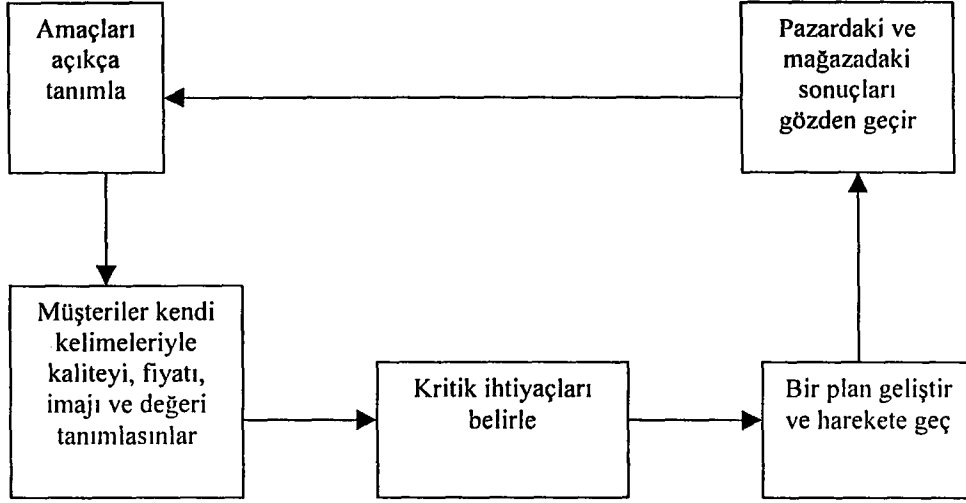 Amaçları
açıkça
tanımla
Pazardaki ve
mağazadaki
sonuçları
gözden geçir
Müşteriler kendi
kelimeleriyle
kaliteyi, fiyatı,
imajı ve değeri
tanımlasınlar
Kritik ihtiyaçları
belirle
Bir plan geliştir
ve harekete geç